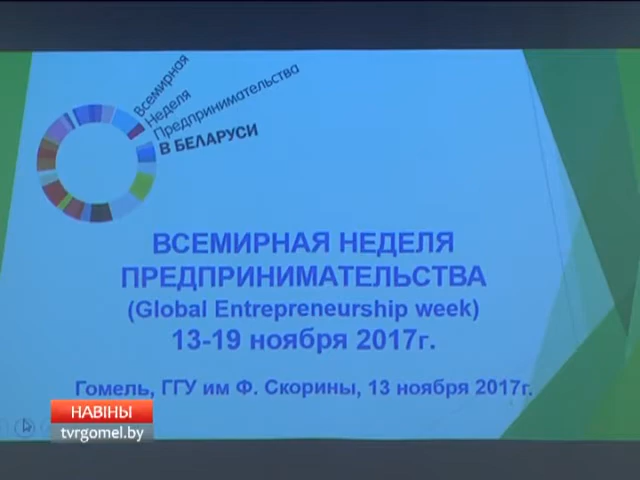 Всемирная
Неделя
Предпринимательства
В БЕЛАРУСИ
ВСЕМИРНАЯ НЕДЕЛЯ
ПРЕДПРИНИМАТЕЛЬСТВА
(Global Entrepreneurship week)
13-19 ноября 2017г.
Гомель, ГГУ им Ф. Скорины, 13 ноября 2017г.
НАВІНЫ
tvrgomel.by